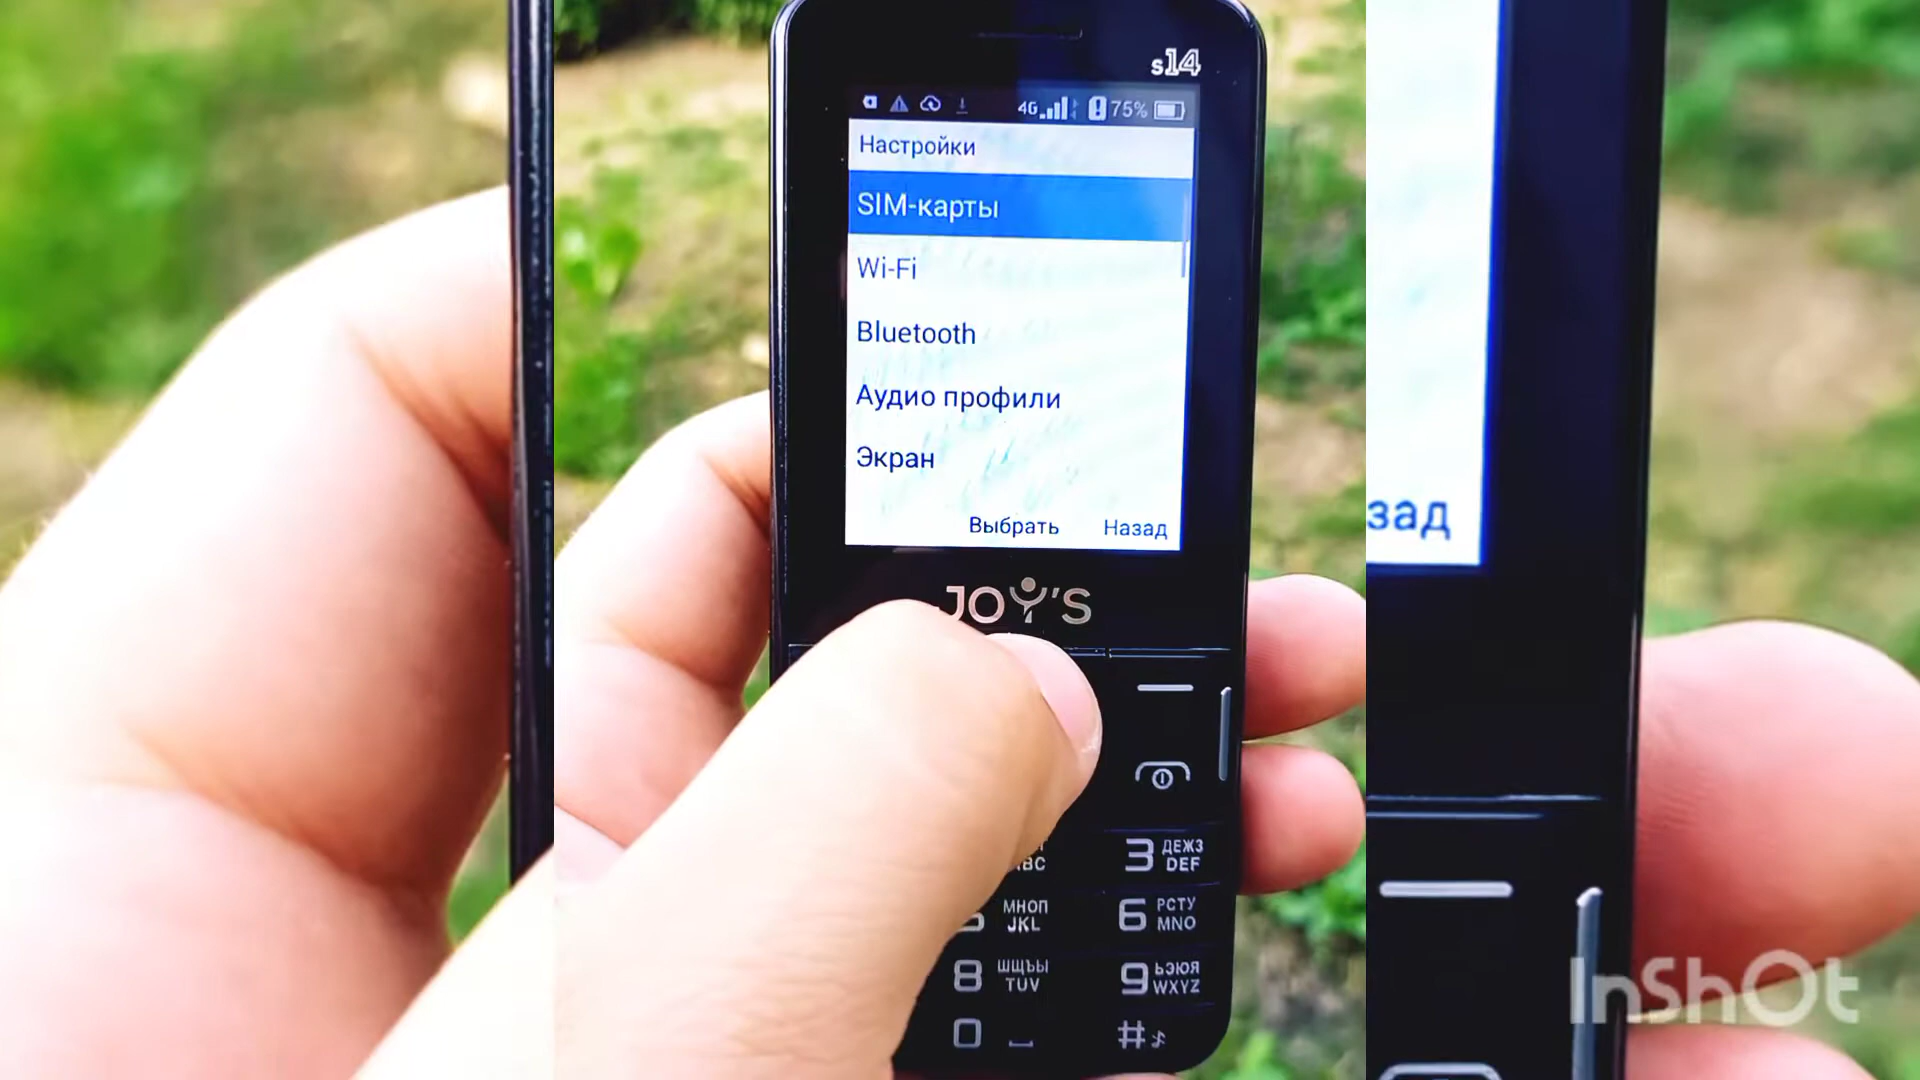 s14
4G 75%
Настройки
SIM-карты
Wi-Fi
Bluetooth
Аудио профили
Экран
Выбрать Назад
JOY'S
3 ДЕЖЗ DEF
МНОП JKL
6 РСТУ MNO
8 ШЩЪЫ TUV
9 ЬЭЮЯ WXYZ
0
#
зад
InShOt